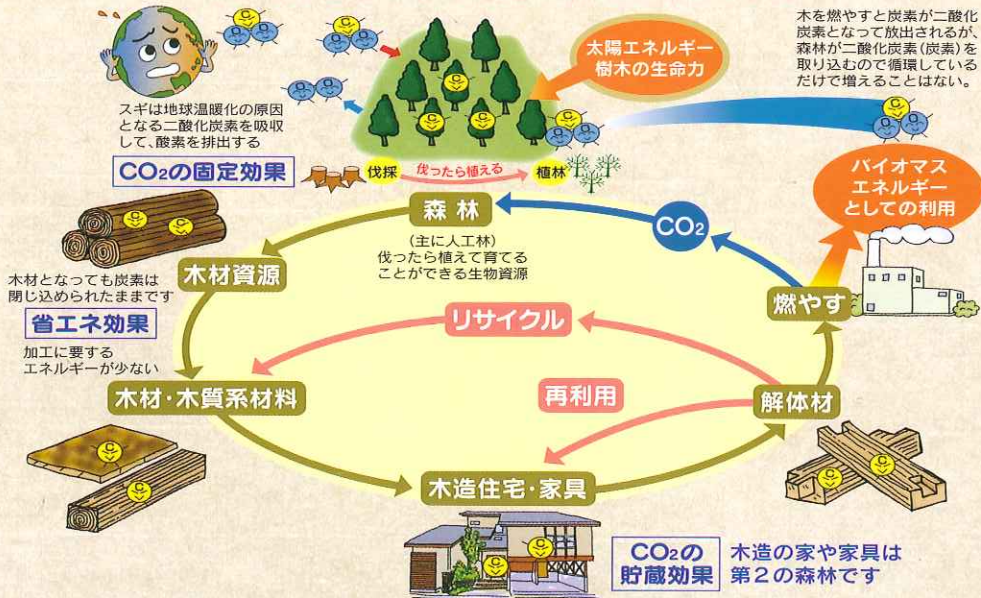 スギは地球温暖化の原因
となる二酸化炭素を吸収
して、酸素を排出する
CO₂の固定効果
太陽エネルギー
樹木の生命力
木を燃やすと炭素が二酸化
炭素となって放出されるが、
森林が二酸化炭素(炭素)を
取り込むので循環している
だけで増えることはない。
伐採
伐ったら植える
植林
バイオマス
エネルギー
としての利用
森林
(主に人工林)
伐ったら植えて育てる
ことができる生物資源
CO₂
木材資源
木材となっても炭素は
閉じ込められたままです
省エネ効果
加工に要する
エネルギーが少ない
燃やす
リサイクル
再利用
木材・木質系材料
解体材
木造住宅・家具
CO₂の
貯蔵効果
木造の家や家具は
第2の森林です